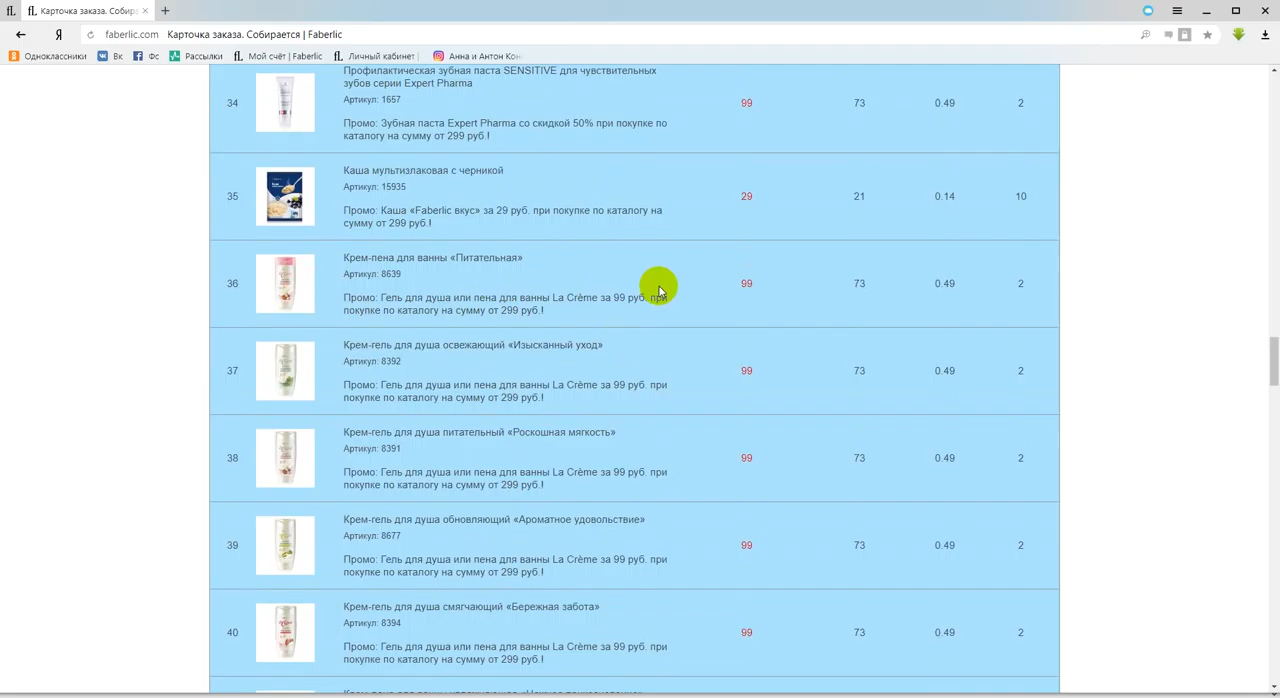 fL
fL Карточка заказа. Собира
faberlic.com Карточка заказа. Собирается | Faberlic
Одноклассники Вк Фс Рассылки fL Мой счёт | Faberlic fL Личный кабинет Анна и Антон Кон
34
Профилактическая зубная паста SENSITIVE для чувствительных
зубов серии Expert Pharma
Артикул: 1657
Промо: Зубная паста Expert Pharma со скидкой 50% при покупке по
каталогу на сумму от 299 руб.!
99 73 0.49 2
35
Каша мультизлаковая с черникой
Артикул: 15935
Промо: Каша «Faberlic вкус» за 29 руб. при покупке по каталогу на
сумму от 299 руб.!
29 21 0.14 10
36
Крем-пена для ванны «Питательная»
Артикул: 8639
Промо: Гель для душа или пена для ванны La Crème за 99 руб. при
покупке по каталогу на сумму от 299 руб.!
99 73 0.49 2
37
Крем-гель для душа освежающий «Изысканный уход»
Артикул: 8392
Промо: Гель для душа или пена для ванны La Crème за 99 руб. при
покупке по каталогу на сумму от 299 руб.!
99 73 0.49 2
38
Крем-гель для душа питательный «Роскошная мягкость»
Артикул: 8391
Промо: Гель для душа или пена для ванны La Crème за 99 руб. при
покупке по каталогу на сумму от 299 руб.!
99 73 0.49 2
39
Крем-гель для душа обновляющий «Ароматное удовольствие»
Артикул: 8677
Промо: Гель для душа или пена для ванны La Crème за 99 руб. при
покупке по каталогу на сумму от 299 руб.!
99 73 0.49 2
40
Крем-гель для душа смягчающий «Бережная забота»
Артикул: 8394
Промо: Гель для душа или пена для ванны La Crème за 99 руб. при
покупке по каталогу на сумму от 299 руб.!
99 73 0.49 2